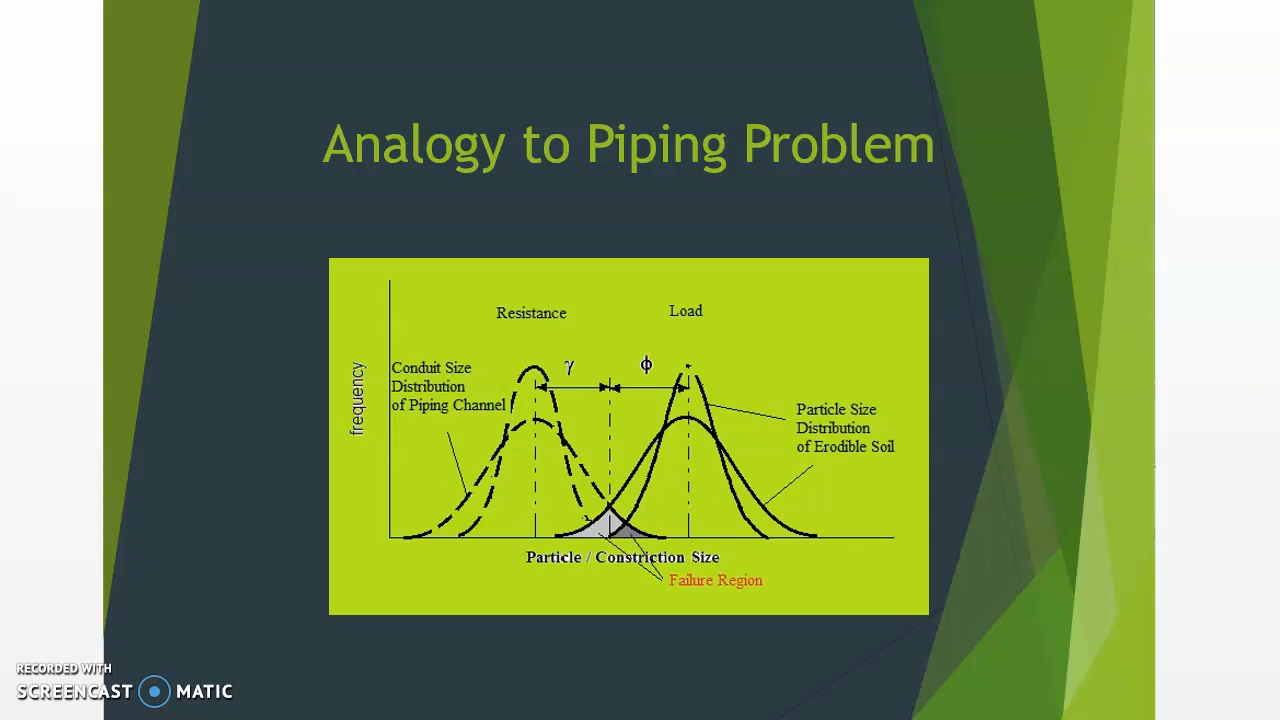 Analogy to Piping Problem
Resistance
Load
γ
ϕ
Conduit Size
Distribution
of Piping Channel
frequency
Particle Size
Distribution
of Erodible Soil
Particle / Constriction Size
Failure Region
RECORDED WITH
SCREENCAST MATIC